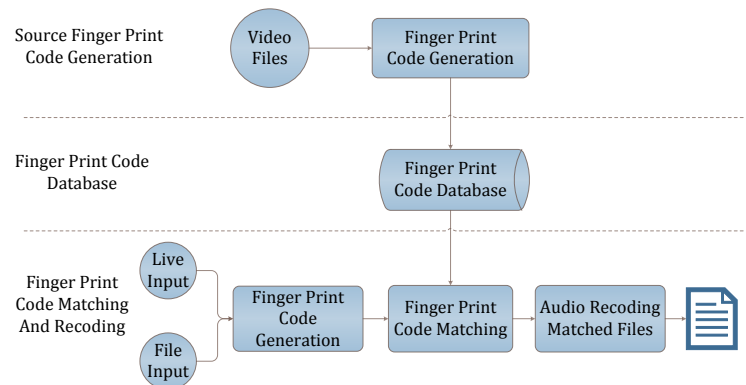 Source Finger Print
Code Generation
Video
Files
Finger Print
Code Generation
Finger Print Code
Database
Finger Print
Code Database
Finger Print
Code Matching
And Recoding
Live
Input
File
Input
Finger Print
Code
Generation
Finger Print
Code Matching
Audio Recoding
Matched Files